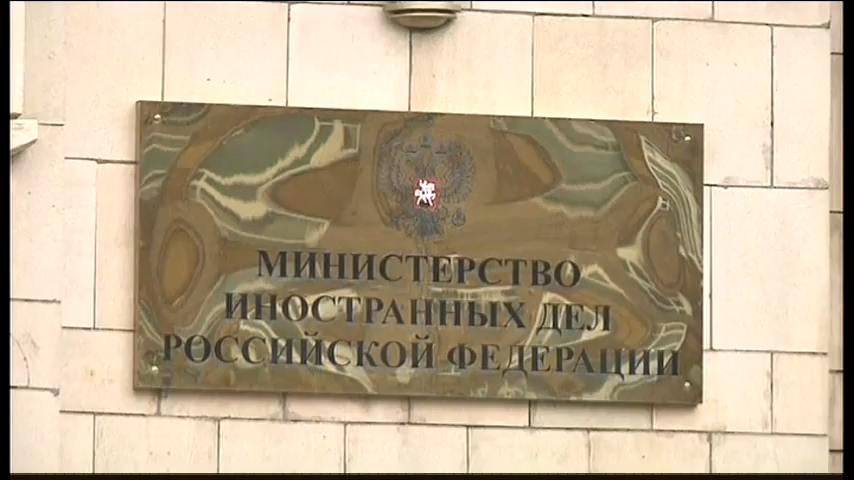 МИНИСТЕРСТВО
ИНОСТРАННЫХ ДЕЛ
РОССИЙСКОЙ ФЕДЕРАЦИИ